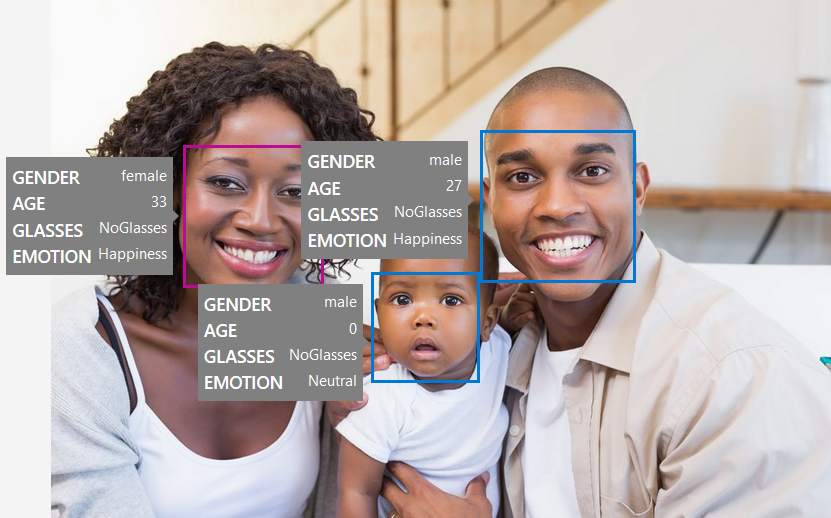 GENDER female
AGE 33
GLASSES NoGlasses
EMOTION Happiness
GENDER male
AGE 27
GLASSES NoGlasses
EMOTION Happiness
GENDER male
AGE 0
GLASSES NoGlasses
EMOTION Neutral